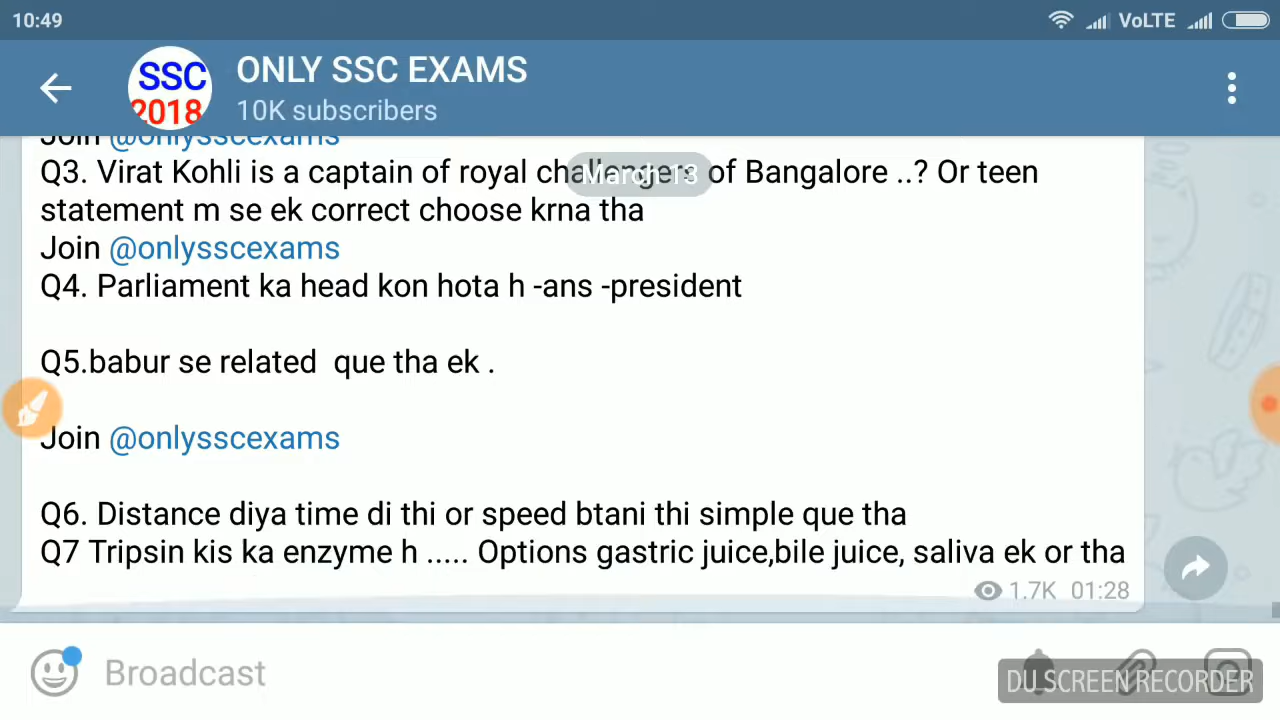 10:49
VoLTE
SSC
2018
ONLY SSC EXAMS
10K subscribers
Join @onlysscexams
March 13
Q3. Virat Kohli is a captain of royal challengers of Bangalore ..? Or teen
statement m se ek correct choose krna tha
Join @onlysscexams
Q4. Parliament ka head kon hota h -ans -president
Q5.babur se related  que tha ek .
Join @onlysscexams
Q6. Distance diya time di thi or speed btani thi simple que tha
Q7 Tripsin kis ka enzyme h ..... Options gastric juice,bile juice, saliva ek or tha
1.7K 01:28
Broadcast
DU SCREEN RECORDER